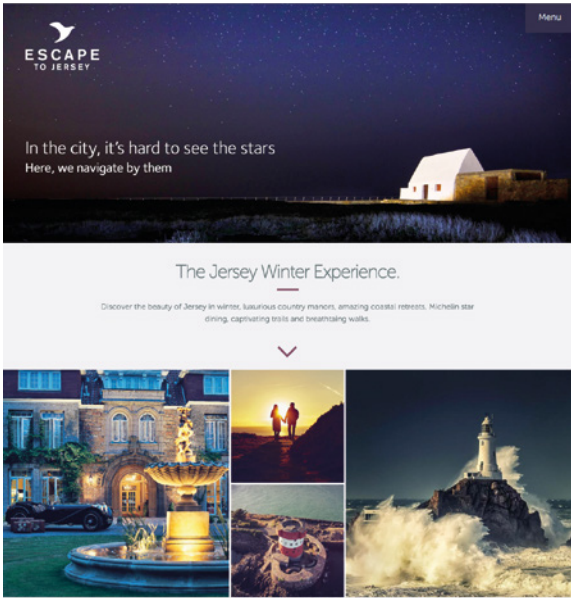 Menu
ESCAPE
TO JERSEY
In the city, it's hard to see the stars
Here, we navigate by them
The Jersey Winter Experience.
Discover the beauty of Jersey in winter, luxurious country manors, amazing coastal retreats, Michelin star
dining, captivating trails and breathtaing walks.